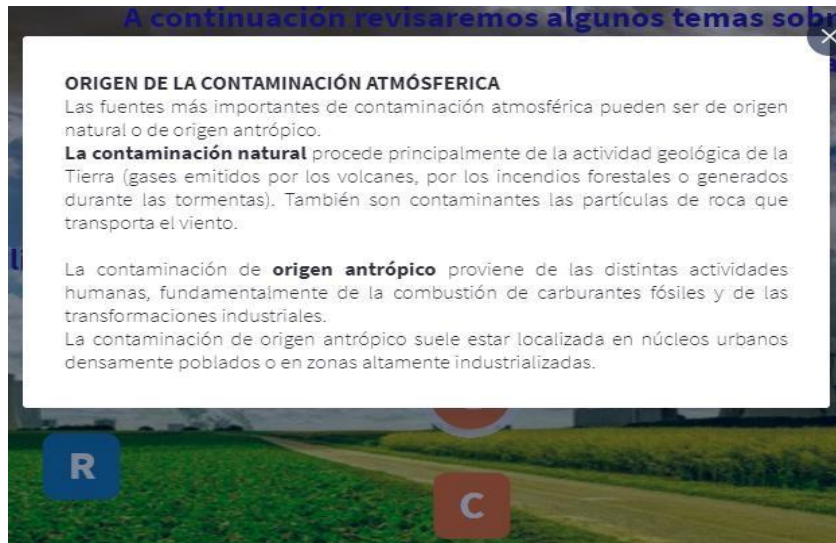 A continuación revisaremos algunos temas sobr
ORIGEN DE LA CONTAMINACIÓN ATMÓSFERICA
Las fuentes más importantes de contaminación atmosférica pueden ser de origen
natural o de origen antrópico.
La contaminación natural procede principalmente de la actividad geológica de la
Tierra (gases emitidos por los volcanes, por los incendios forestales o generados
durante las tormentas). También son contaminantes las partículas de roca que
transporta el viento.
La contaminación de origen antrópico proviene de las distintas actividades
humanas, fundamentalmente de la combustión de carburantes fósiles y de las
transformaciones industriales.
La contaminación de origen antrópico suele estar localizada en núcleos urbanos
densamente poblados o en zonas altamente industrializadas.
R
C